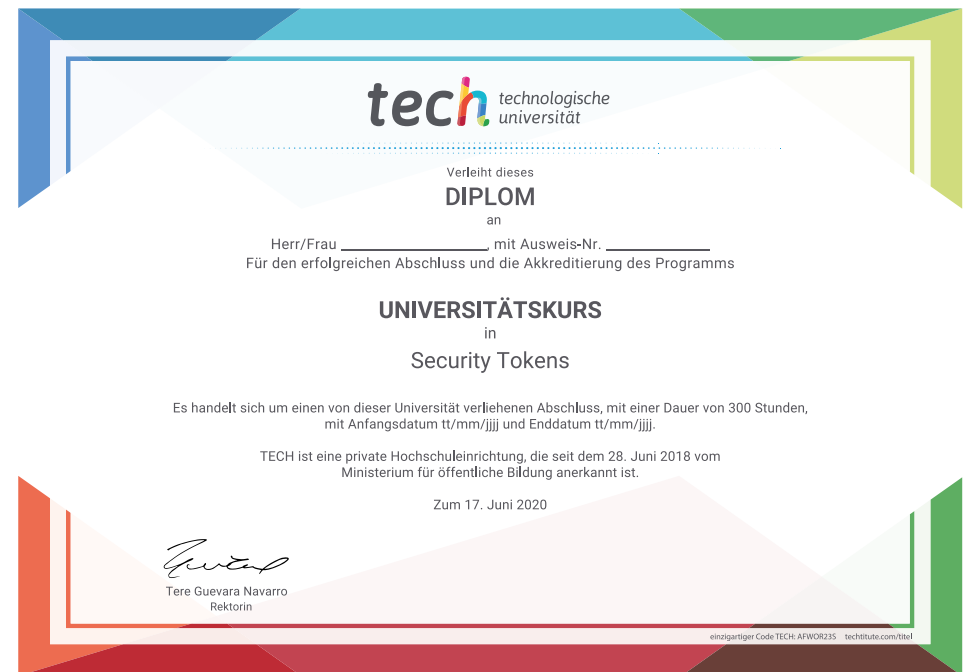 tech technologische
universität
Verleiht dieses
DIPLOM
an
Herr/Frau ________________, mit Ausweis-Nr. ____________
Für den erfolgreichen Abschluss und die Akkreditierung des Programms
UNIVERSITÄTSKURS
in
Security Tokens
Es handelt sich um einen von dieser Universität verliehenen Abschluss, mit einer Dauer von 300 Stunden,
mit Anfangsdatum tt/mm/jjjj und Enddatum tt/mm/jjjj.
TECH ist eine private Hochschuleinrichtung, die seit dem 28. Juni 2018 vom
Ministerium für öffentliche Bildung anerkannt ist.
Zum 17. Juni 2020
Tere Guevara Navarro
Rektorin
einzigartiger Code TECH: AFWOR23S techtitute.com/titel